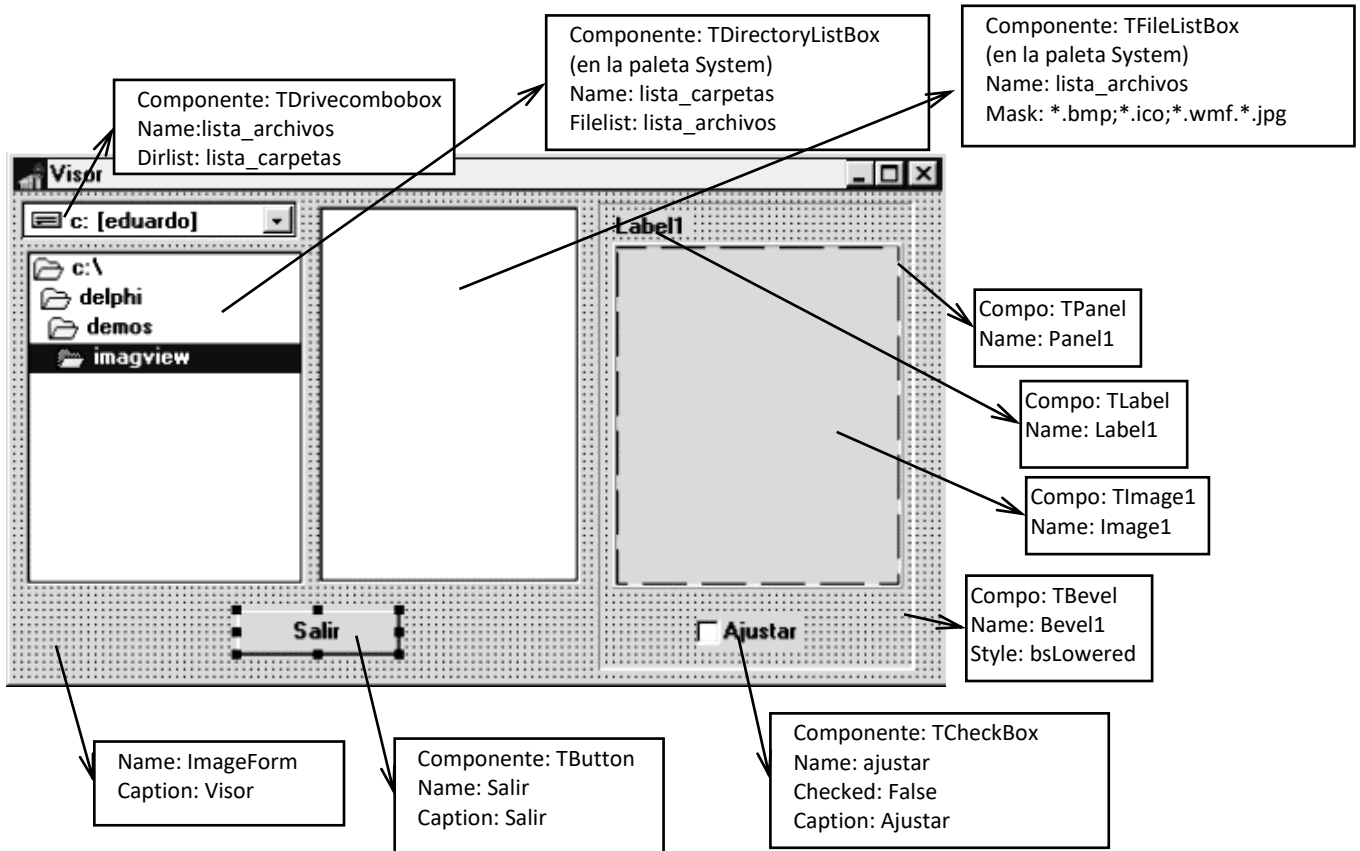 Componente: TDirectoryListBox
(en la paleta System)
Name: lista_carpetas
Filelist: lista_archivos
Componente: TFileListBox
(en la paleta System)
Name: lista_archivos
Mask: *.bmp;*.ico;*.wmf.*.jpg
Componente: TDrivecombobox
Name:lista_archivos
Dirlist: lista_carpetas
Visor
c: [eduardo]
c:\
delphi
demos
imagview
Label1
Compo: TPanel
Name: Panel1
Compo: TLabel
Name: Label1
Compo: TImage1
Name: Image1
Compo: TBevel
Name: Bevel1
Style: bsLowered
Salir
Ajustar
Name: ImageForm
Caption: Visor
Componente: TButton
Name: Salir
Caption: Salir
Componente: TCheckBox
Name: ajustar
Checked: False
Caption: Ajustar